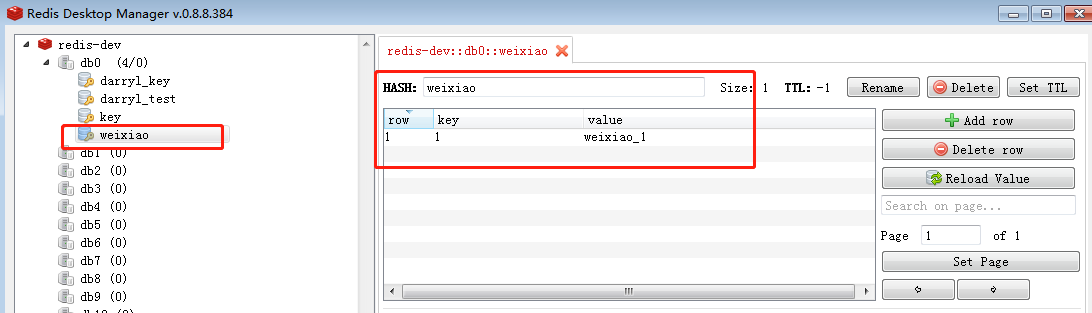 Redis Desktop Manager v.0.8.8.384
redis-dev
db0 (4/0)
darryl_key
darryl_test
key
weixiao
db1 (0)
db2 (0)
db3 (0)
db4 (0)
db5 (0)
db6 (0)
db7 (0)
db8 (0)
db9 (0)
redis-dev::db0::weixiao
HASH: weixiao Size: 1 TTL: -1 Rename Delete Set TTL
row key value
1 1 weixiao_1
Add row
Delete row
Reload Value
Search on page...
Page 1 of 1
Set Page